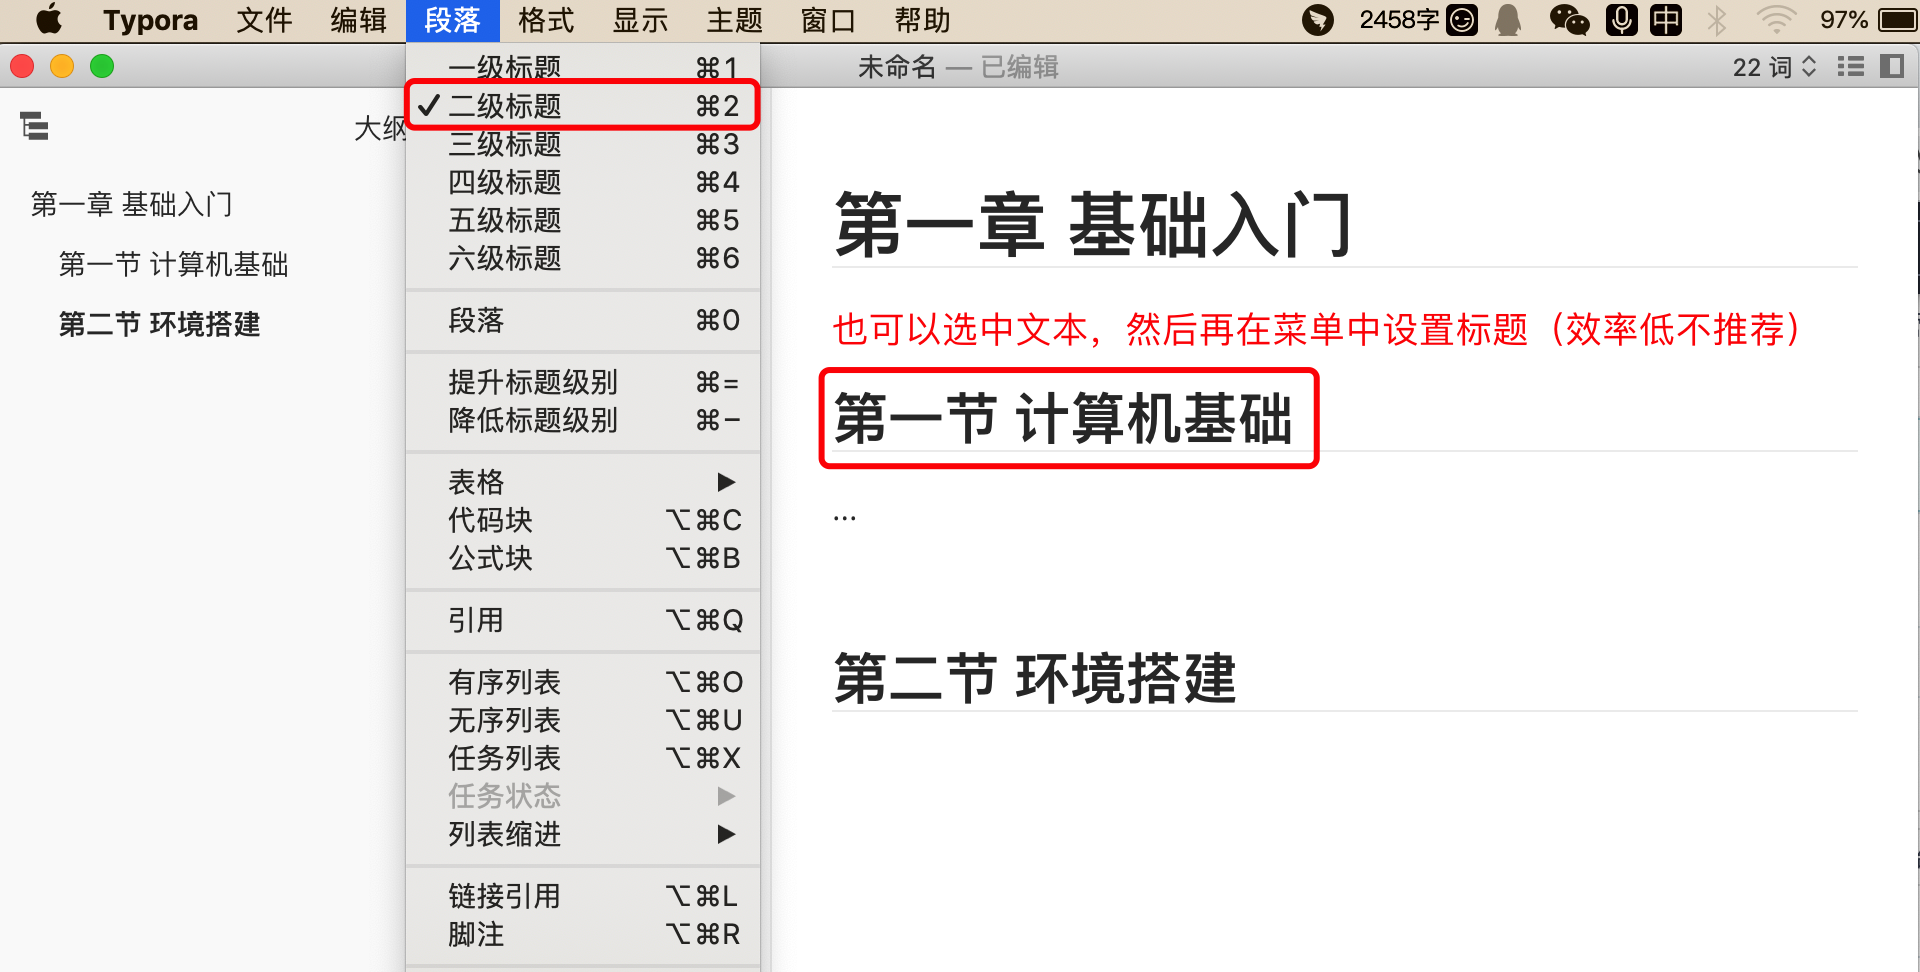 Typora 文件 编辑 段落 格式 显示 主题 窗口 帮助 2458字 中 97%
未命名 — 已编辑 22 词
大纲
第一章 基础入门
第一节 计算机基础
第二节 环境搭建
一级标题 ⌘1
✓ 二级标题 ⌘2
三级标题 ⌘3
四级标题 ⌘4
五级标题 ⌘5
六级标题 ⌘6
段落 ⌘0
提升标题级别 ⌘=
降低标题级别 ⌘−
表格 ▶
代码块 ⌥⌘C
公式块 ⌥⌘B
引用 ⌥⌘Q
有序列表 ⌥⌘O
无序列表 ⌥⌘U
任务列表 ⌥⌘X
任务状态 ▶
列表缩进 ▶
链接引用 ⌥⌘L
脚注 ⌥⌘R
第一章 基础入门
也可以选中文本，然后再在菜单中设置标题（效率低不推荐）
第一节 计算机基础
...
第二节 环境搭建